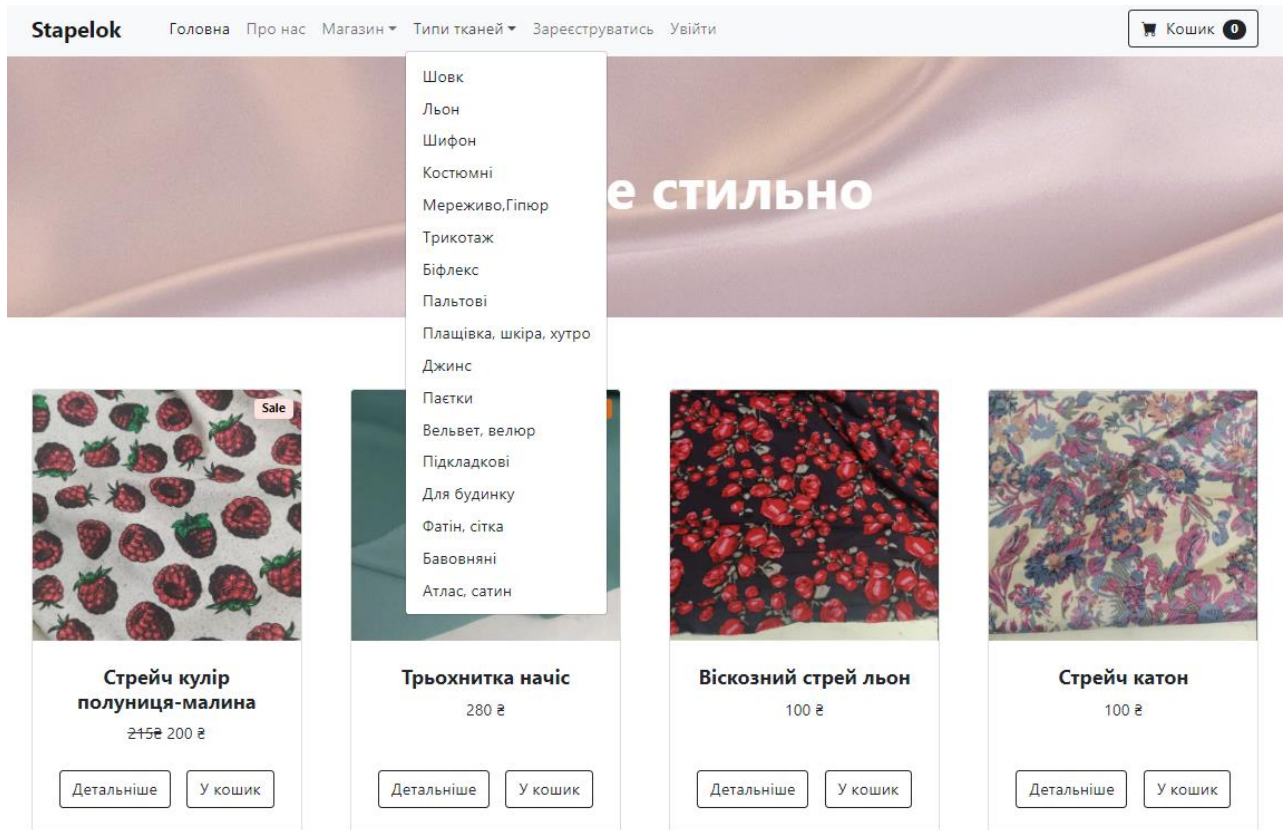 Stapelok Головна Про нас Магазин Типи тканей Зареєструватись Увійти Кошик 0
Шовк
Льон
Шифон
Костюмні
Мереживо,Гіпюр
Трикотаж
Біфлекс
Пальтові
Плащівка, шкіра, хутро
Джинс
Паєтки
Вельвет, велюр
Підкладкові
Для будинку
Фатін, сітка
Бавовняні
Атлас, сатин
е стильно
Sale
Стрейч кулір
полуниця-малина
215₴ 200 ₴
Детальніше У кошик
Трьохнитка начіс
280 ₴
Детальніше У кошик
Віскозний стрей льон
100 ₴
Детальніше У кошик
Стрейч катон
100 ₴
Детальніше У кошик